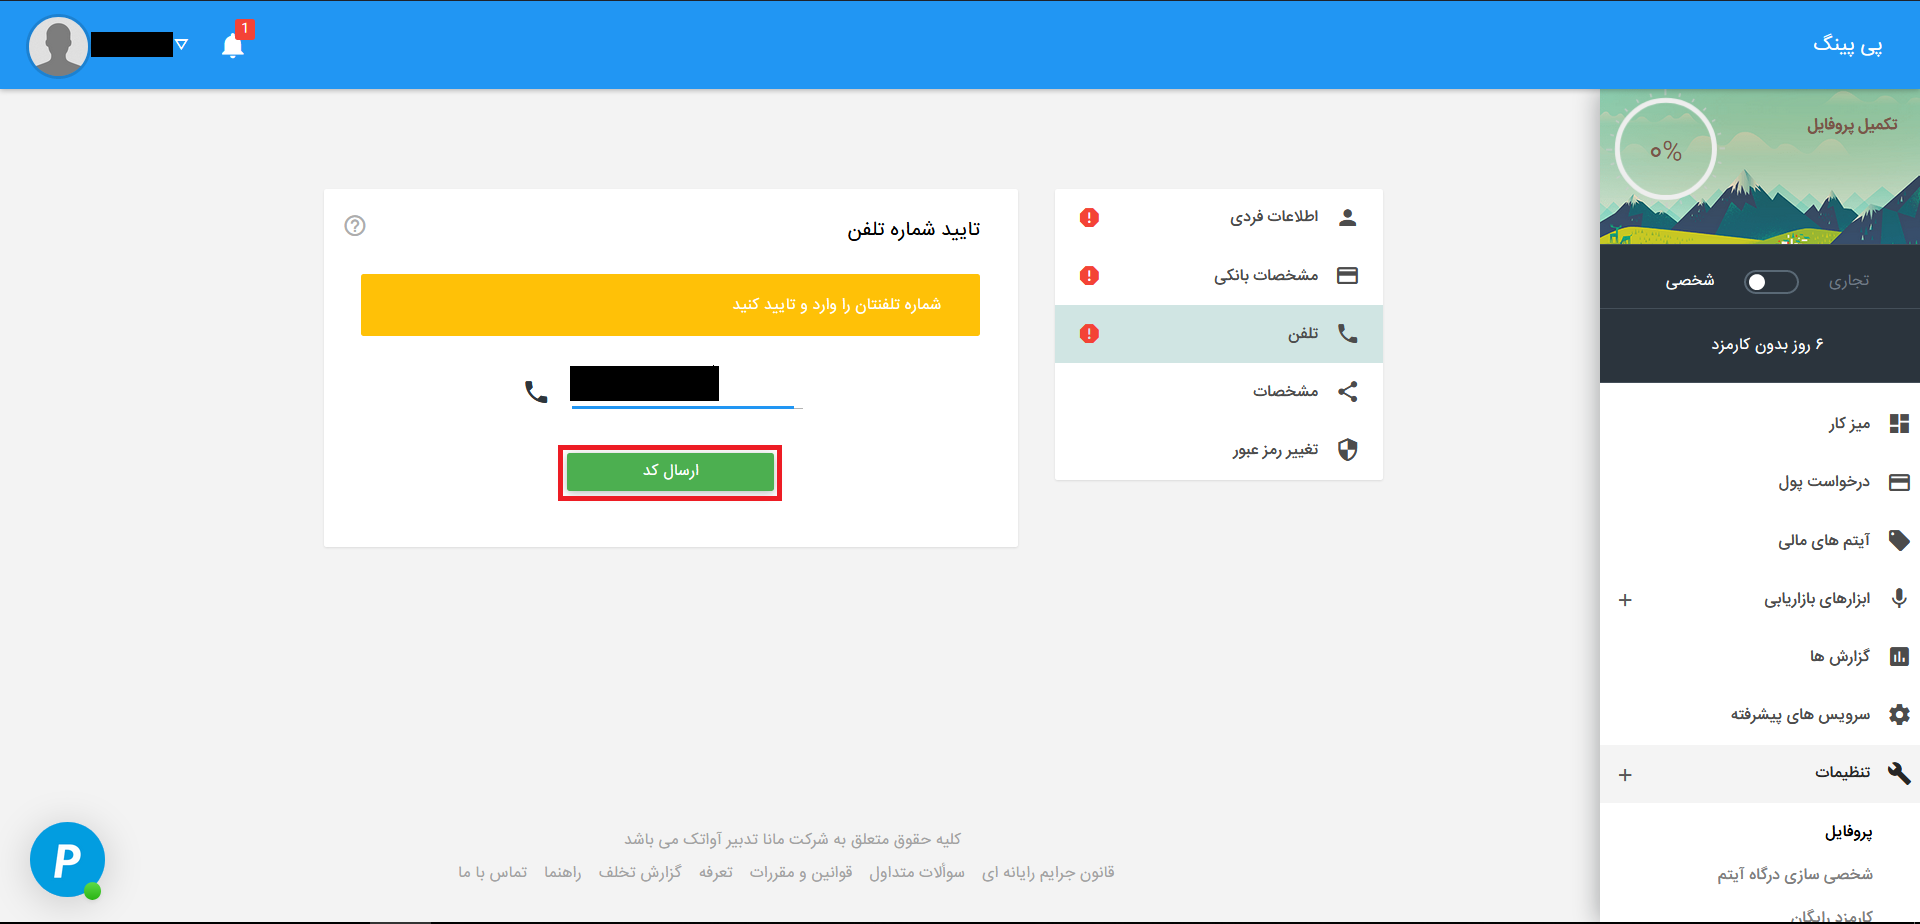 پی پینگ
1
تکمیل پروفایل
۰%
تجاری
شخصی
۶ روز بدون کارمزد
میز کار
درخواست پول
آیتم های مالی
ابزارهای بازاریابی
+
گزارش ها
سرویس های پیشرفته
تنظیمات
+
پروفایل
شخصی سازی درگاه آیتم
کارمزد رایگان
اطلاعات فردی
مشخصات بانکی
تلفن
مشخصات
تغییر رمز عبور
تایید شماره تلفن
شماره تلفنتان را وارد و تایید کنید
ارسال کد
کلیه حقوق متعلق به شرکت مانا تدبیر آواتک می باشد
قانون جرایم رایانه ای سوألات متداول قوانین و مقررات تعرفه گزارش تخلف راهنما تماس با ما
P